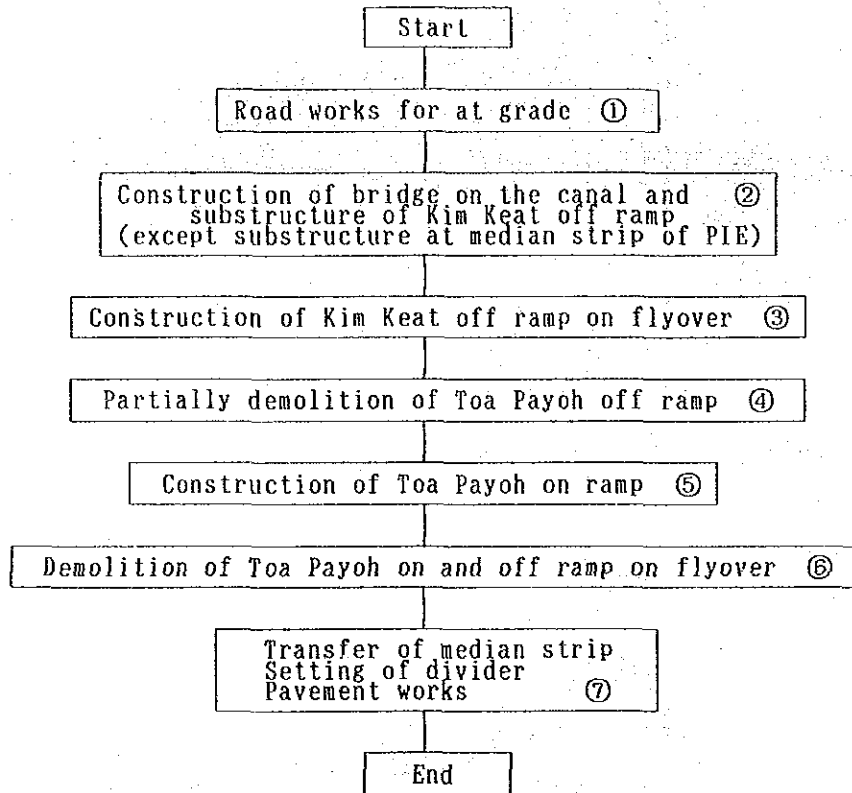 Start
Road works for at grade ①
Construction of bridge on the canal and ②
substructure of Kim Keat off ramp
(except substructure at median strip of PIE)
Construction of Kim Keat off ramp on flyover ③
Partially demolition of Toa Payoh off ramp ④
Construction of Toa Payoh on ramp ⑤
Demolition of Toa Payoh on and off ramp on flyover ⑥
Transfer of median strip
Setting of divider
Pavement works ⑦
End